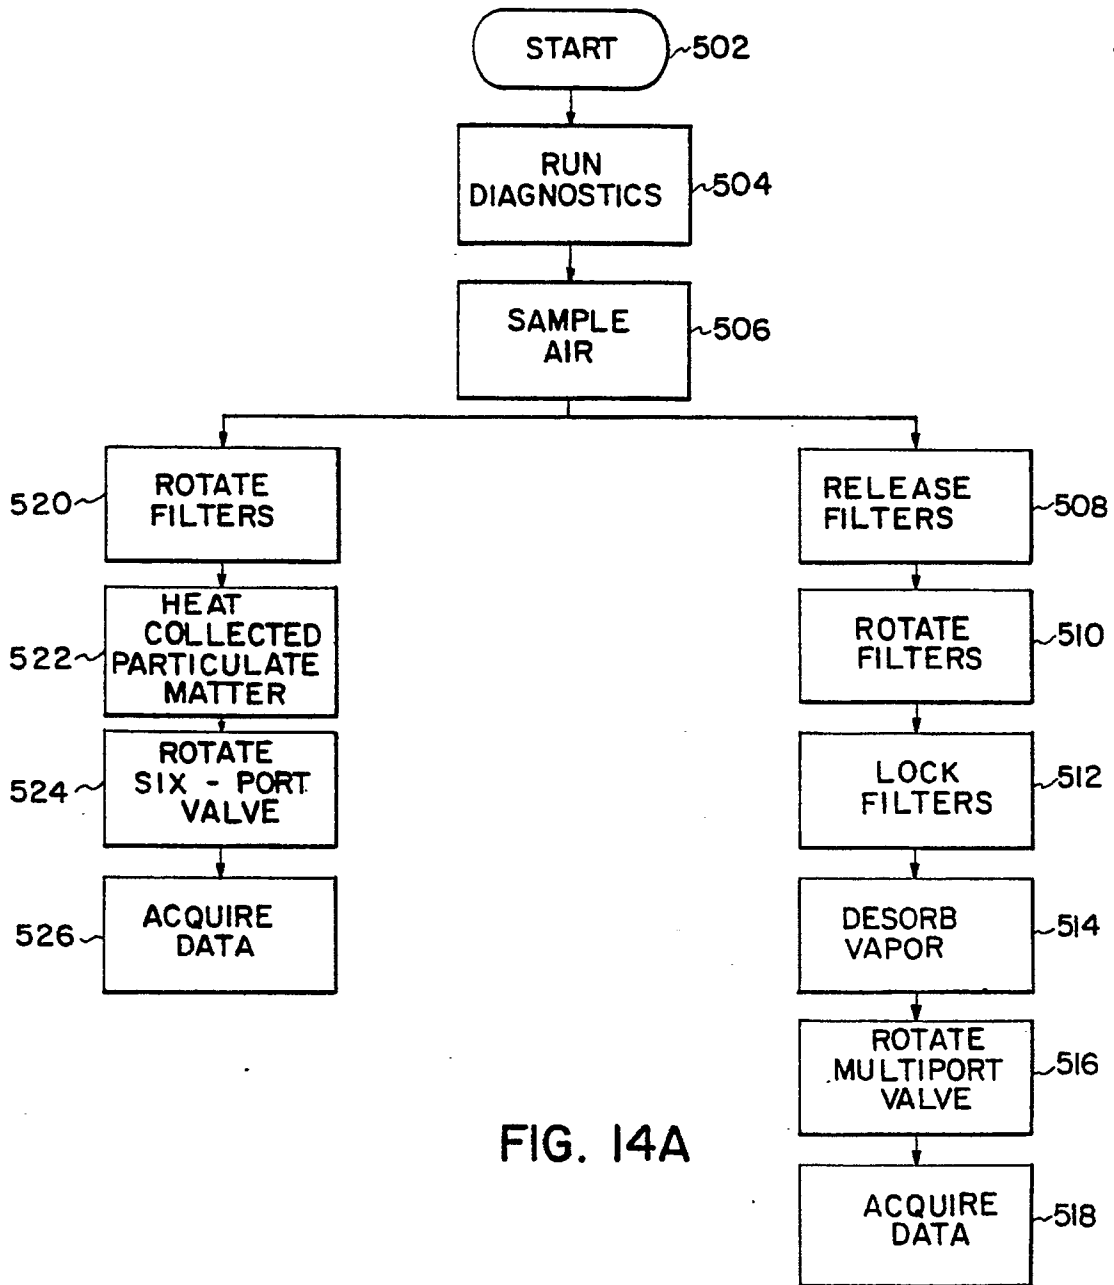 START
502
RUN
DIAGNOSTICS
504
SAMPLE
AIR
506
520
ROTATE
FILTERS
522
HEAT
COLLECTED
PARTICULATE
MATTER
524
ROTATE
SIX - PORT
VALVE
526
ACQUIRE
DATA
RELEASE
FILTERS
508
ROTATE
FILTERS
510
LOCK
FILTERS
512
DESORB
VAPOR
514
ROTATE
MULTIPORT
VALVE
516
ACQUIRE
DATA
518
FIG. 14A